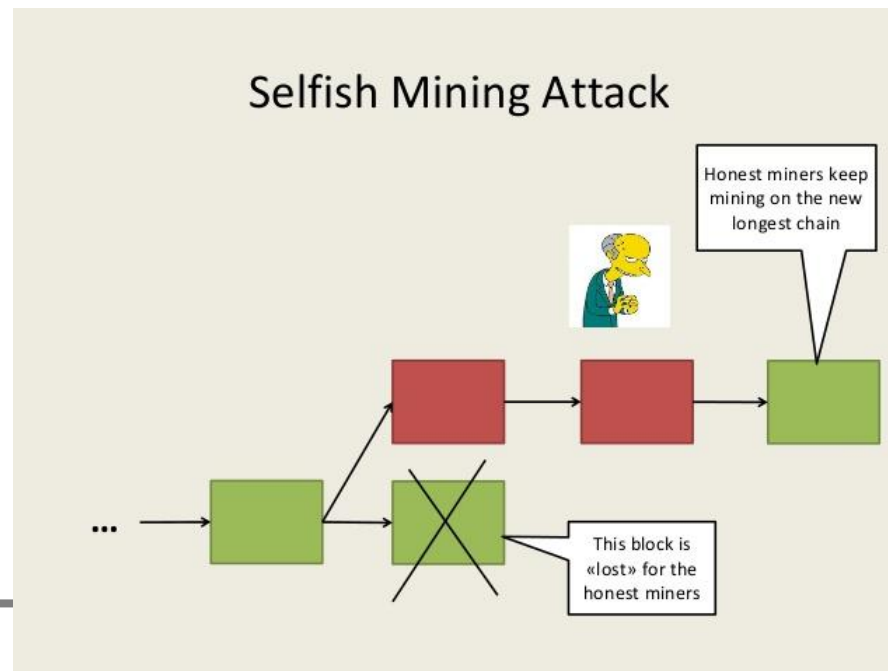 Selfish Mining Attack
Honest miners keep
mining on the new
longest chain
...
This block is
«lost» for the
honest miners